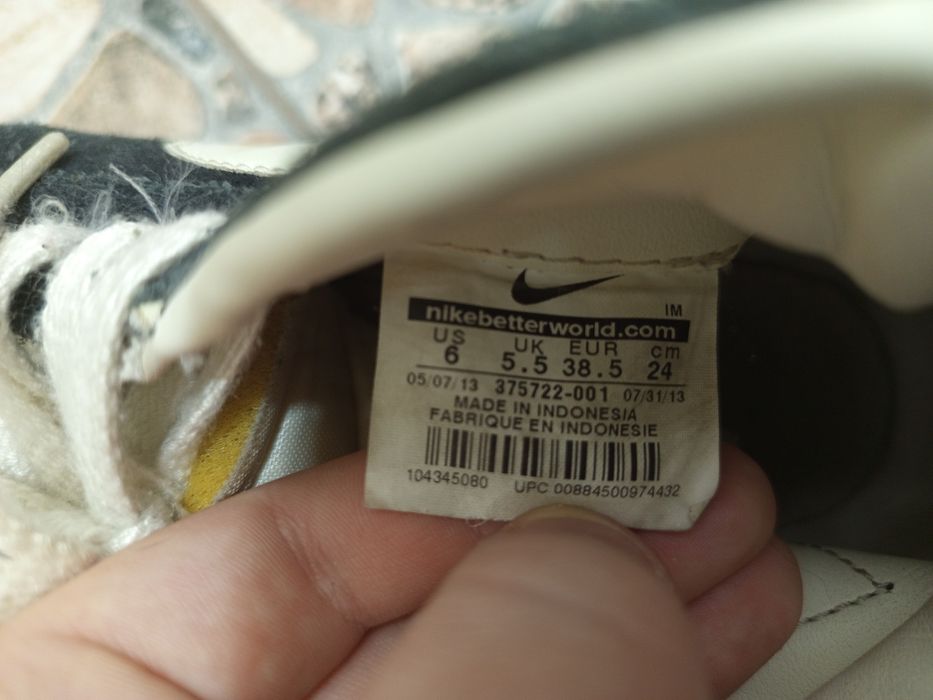 IM
nikebetterworld.com
US UK EUR cm
6 5.5 38.5 24
05/07/13 375722-001 07/31/13
MADE IN INDONESIA
FABRIQUE EN INDONESIE
104345080 UPC 00884500974432